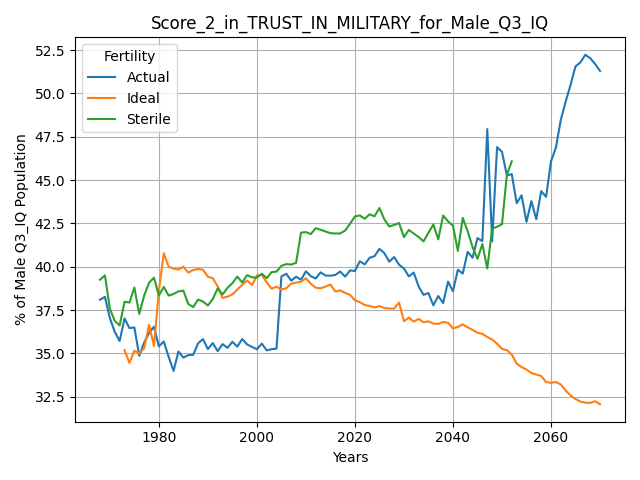 Score_2_in_TRUST_IN_MILITARY_for_Male_Q3_IQ
Fertility
Actual
Ideal
Sterile
% of Male Q3_IQ Population
52.5
50.0
47.5
45.0
42.5
40.0
37.5
35.0
32.5
1980
2000
2020
2040
2060
Years